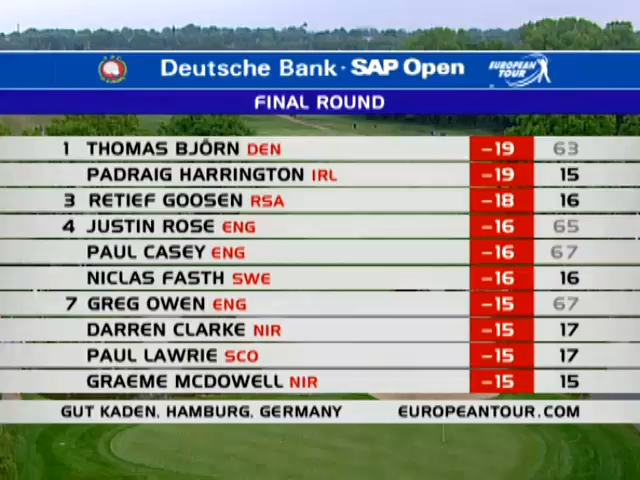 Deutsche Bank · SAP Open EUROPEAN TOUR
FINAL ROUND
1 THOMAS BJÖRN DEN -19 63
PADRAIG HARRINGTON IRL -19 15
3 RETIEF GOOSEN RSA -18 16
4 JUSTIN ROSE ENG -16 65
PAUL CASEY ENG -16 67
NICLAS FASTH SWE -16 16
7 GREG OWEN ENG -15 67
DARREN CLARKE NIR -15 17
PAUL LAWRIE SCO -15 17
GRAEME MCDOWELL NIR -15 15
GUT KADEN, HAMBURG, GERMANY EUROPEANTOUR.COM